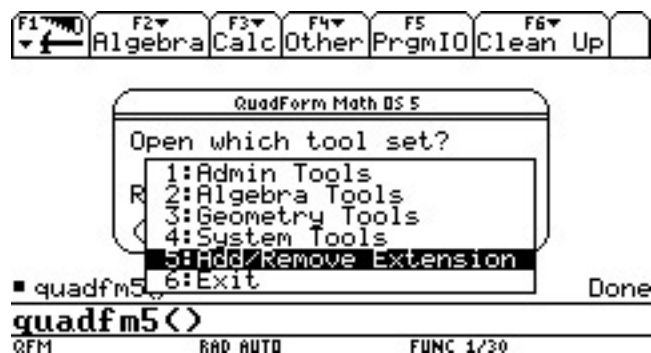 F1 F2 Algebra F3 Calc F4 Other F5 PrgmIO F6 Clean Up
QuadForm Math OS 5
Open which tool set?
1:Admin Tools
R 2:Algebra Tools
3:Geometry Tools
4:System Tools
5:Add/Remove Extension
6:Exit
quadfm5() Done
quadfm5()
QFM RAD AUTO FUNC 1/30